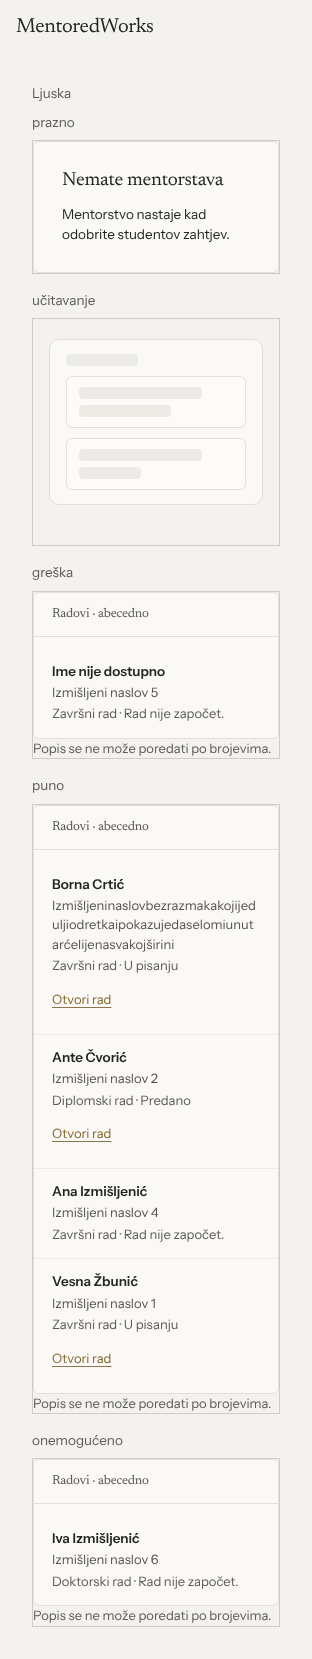 MentoredWorks
Ljuska
prazno
Nemate mentorstava
Mentorstvo nastaje kad
odobrite studentov zahtjev.
učitavanje
greška
Radovi · abecedno
Ime nije dostupno
Izmišljeni naslov 5
Završni rad · Rad nije započet.
Popis se ne može poredati po brojevima.
puno
Radovi · abecedno
Borna Crtić
Izmišljeninaslovbezrazmakakojijed
uljiodretkaipokazujedaselomiunut
arćelijenasvakojširini
Završni rad · U pisanju
Otvori rad
Ante Čvorić
Izmišljeni naslov 2
Diplomski rad · Predano
Otvori rad
Ana Izmišljenić
Izmišljeni naslov 4
Završni rad · Rad nije započet.
Vesna Žbunić
Izmišljeni naslov 1
Završni rad · U pisanju
Otvori rad
Popis se ne može poredati po brojevima.
onemogućeno
Radovi · abecedno
Iva Izmišljenić
Izmišljeni naslov 6
Doktorski rad · Rad nije započet.
Popis se ne može poredati po brojevima.